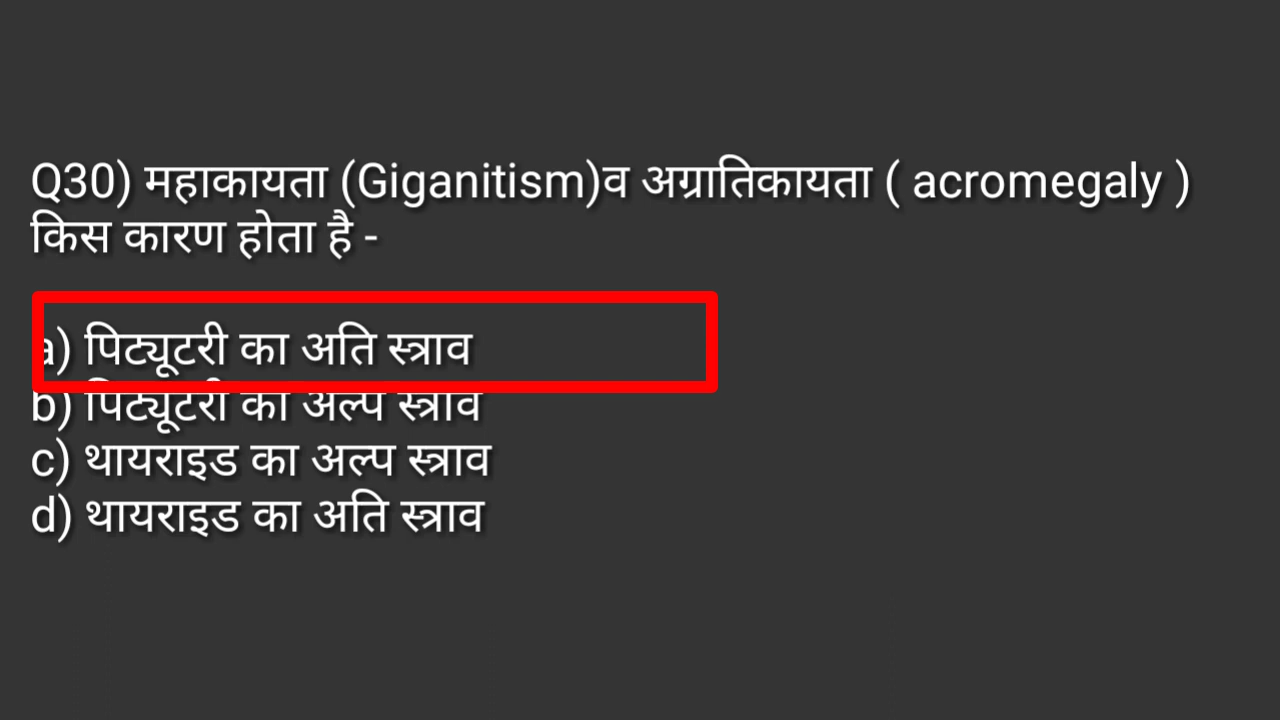 Q30) महाकायता (Giganitism)व अग्रातिकायता ( acromegaly )
किस कारण होता है -
a) पिट्यूटरी का अति स्त्राव
b) पिट्यूटरी का अल्प स्त्राव
c) थायराइड का अल्प स्त्राव
d) थायराइड का अति स्त्राव